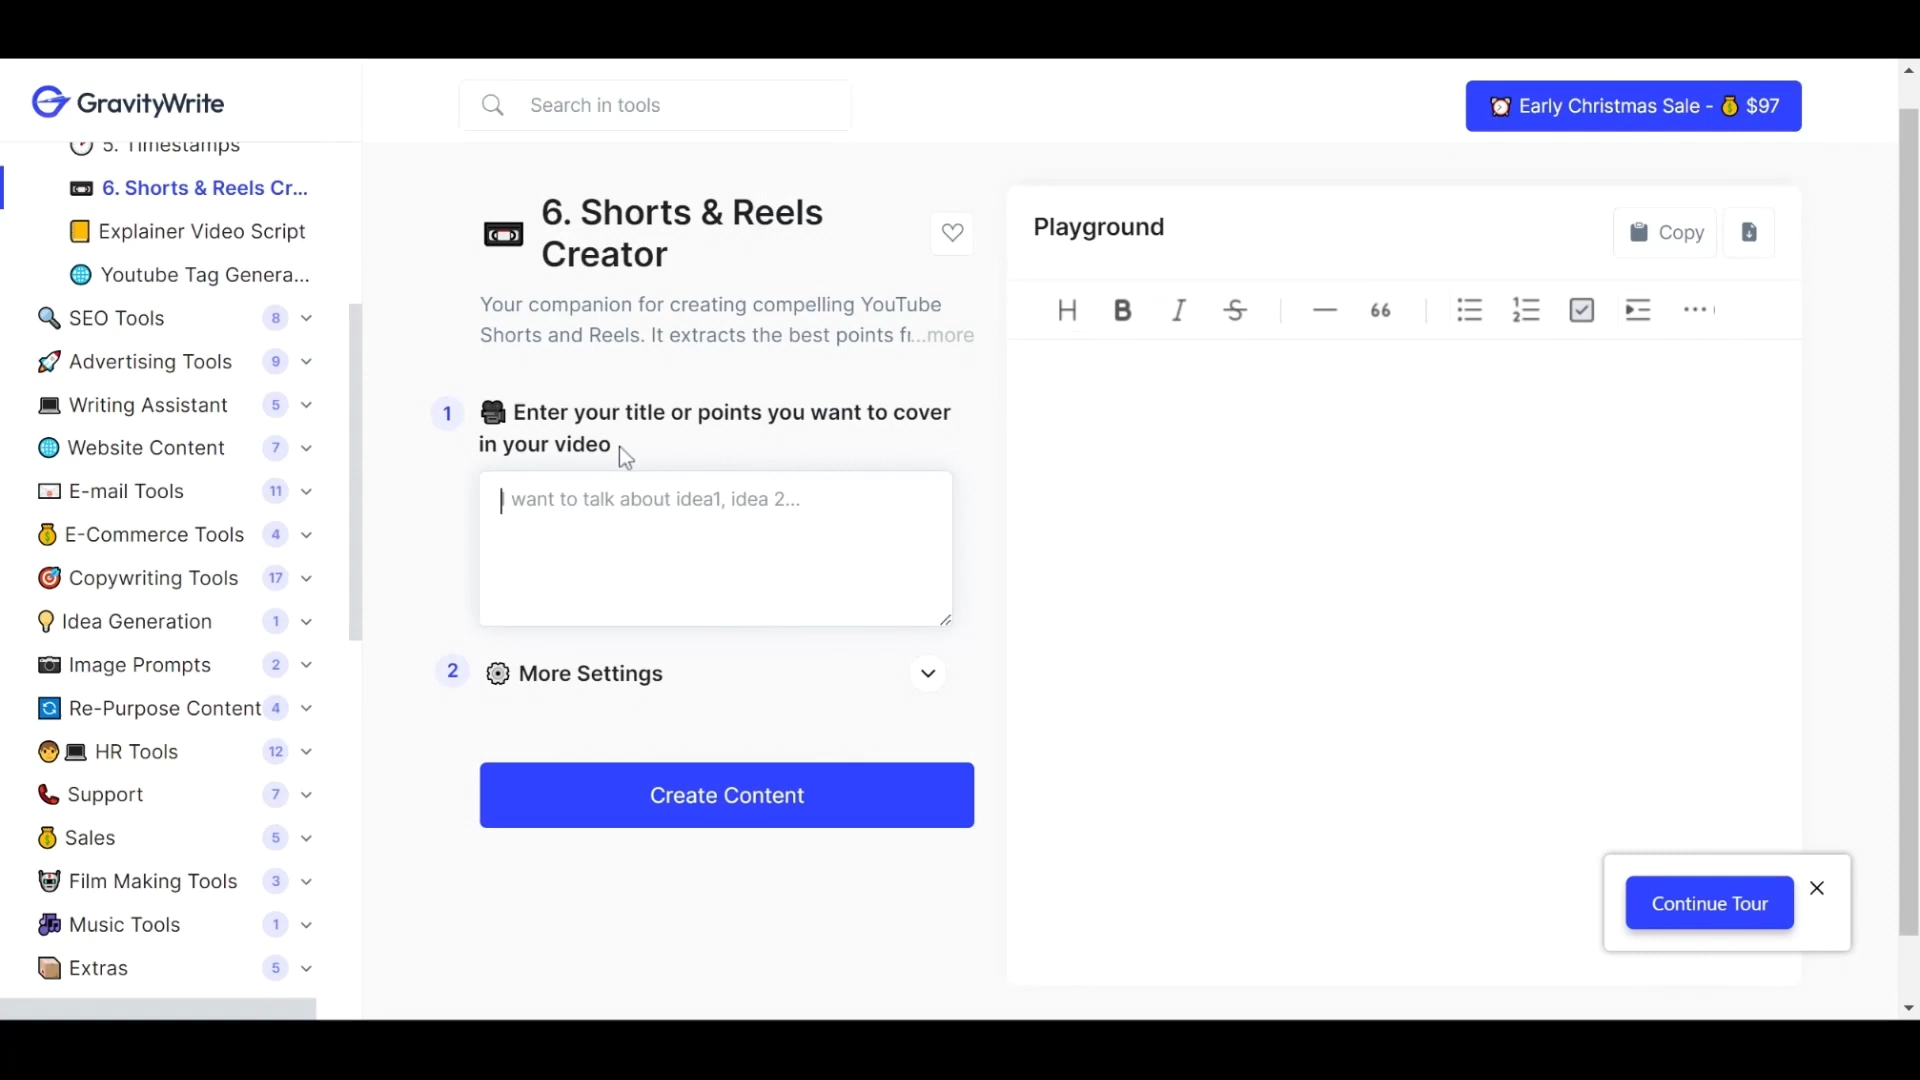 GravityWrite
Search in tools
Early Christmas Sale - $97
5. Timestamps
6. Shorts & Reels Cr...
Explainer Video Script
Youtube Tag Genera...
SEO Tools 8
Advertising Tools 9
Writing Assistant 5
Website Content 7
E-mail Tools 11
E-Commerce Tools 4
Copywriting Tools 17
Idea Generation 1
Image Prompts 2
Re-Purpose Content 4
HR Tools 12
Support 7
Sales 5
Film Making Tools 3
Music Tools 1
Extras 5
6. Shorts & Reels
Creator
Your companion for creating compelling YouTube
Shorts and Reels. It extracts the best points fr...more
1 Enter your title or points you want to cover
in your video
I want to talk about idea1, idea 2...
2 More Settings
Create Content
Playground
Copy
H B I S — 66
Continue Tour